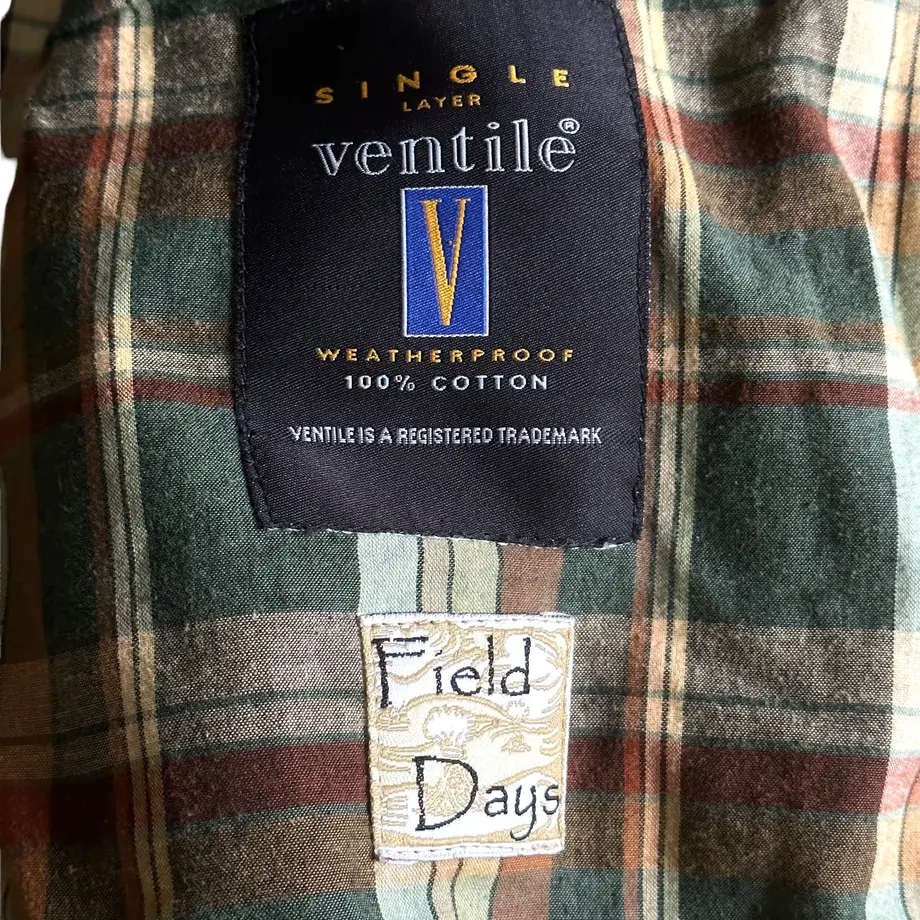 SINGLE
LAYER
ventile®
V
WEATHERPROOF
100% COTTON
VENTILE IS A REGISTERED TRADEMARK
Field
Days